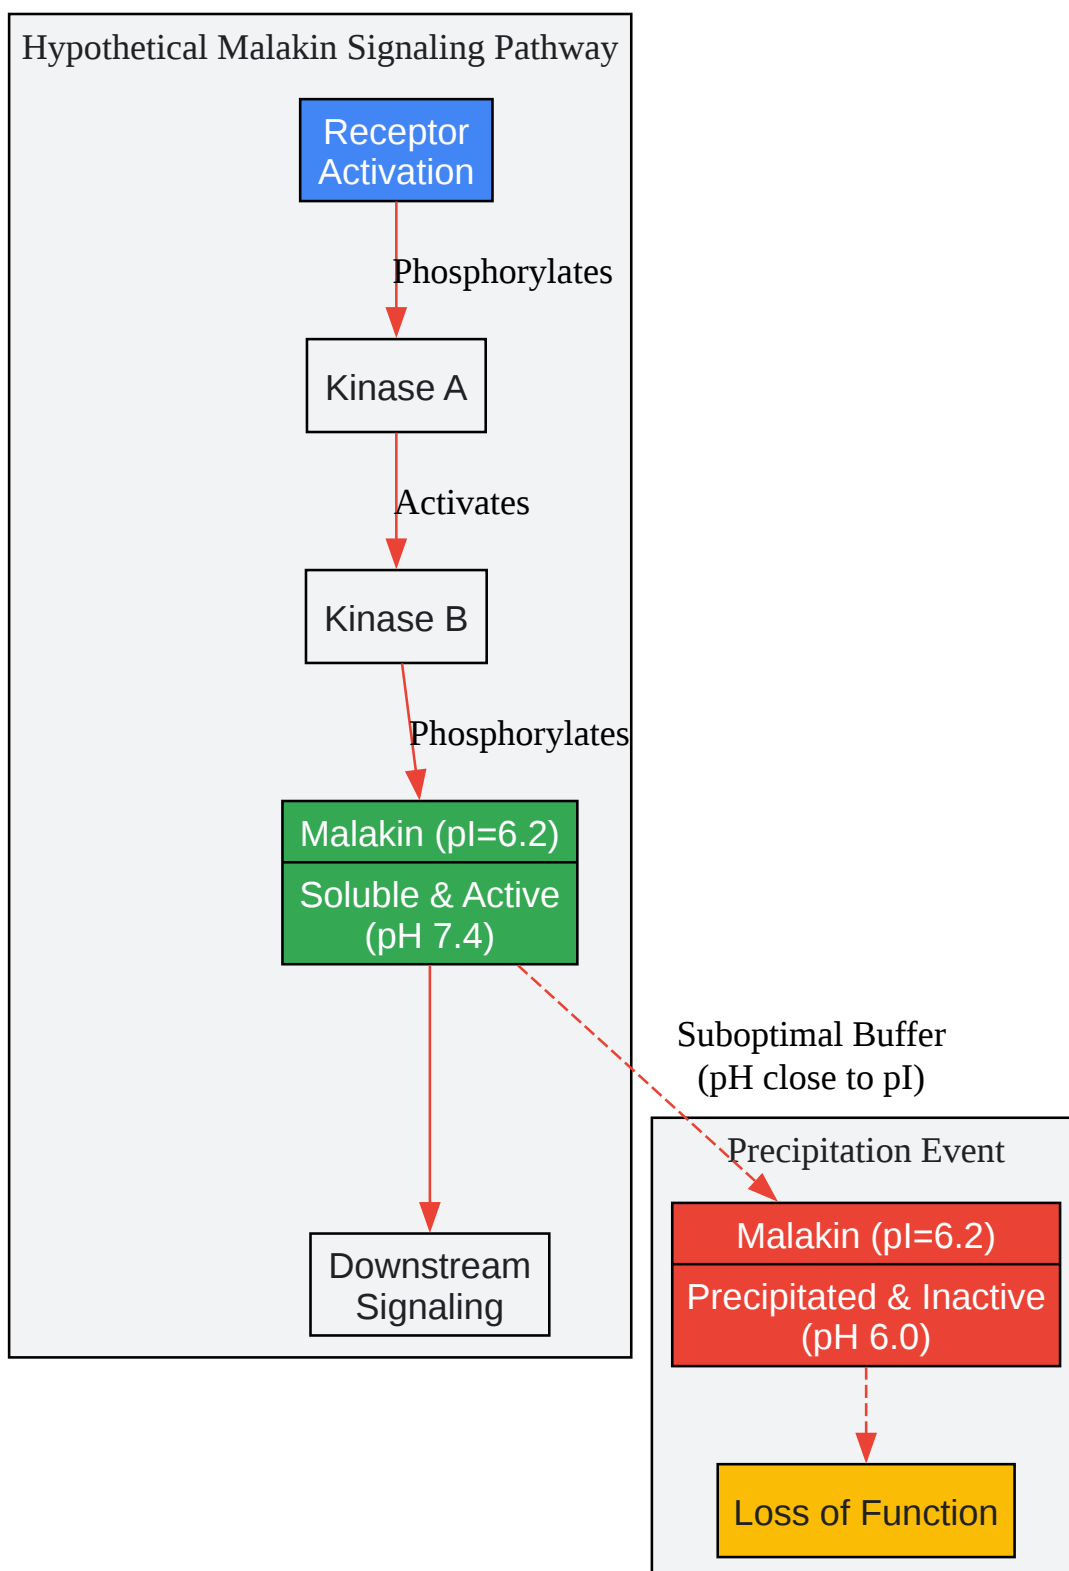 Hypothetical Malakin Signaling Pathway
Receptor
Activation
Phosphorylates
Kinase A
Activates
Kinase B
Phosphorylates
Malakin (pI=6.2)
Soluble & Active
(pH 7.4)
Suboptimal Buffer
(pH close to pI)
Precipitation Event
Malakin (pI=6.2)
Precipitated & Inactive
(pH 6.0)
Downstream
Signaling
Loss of Function